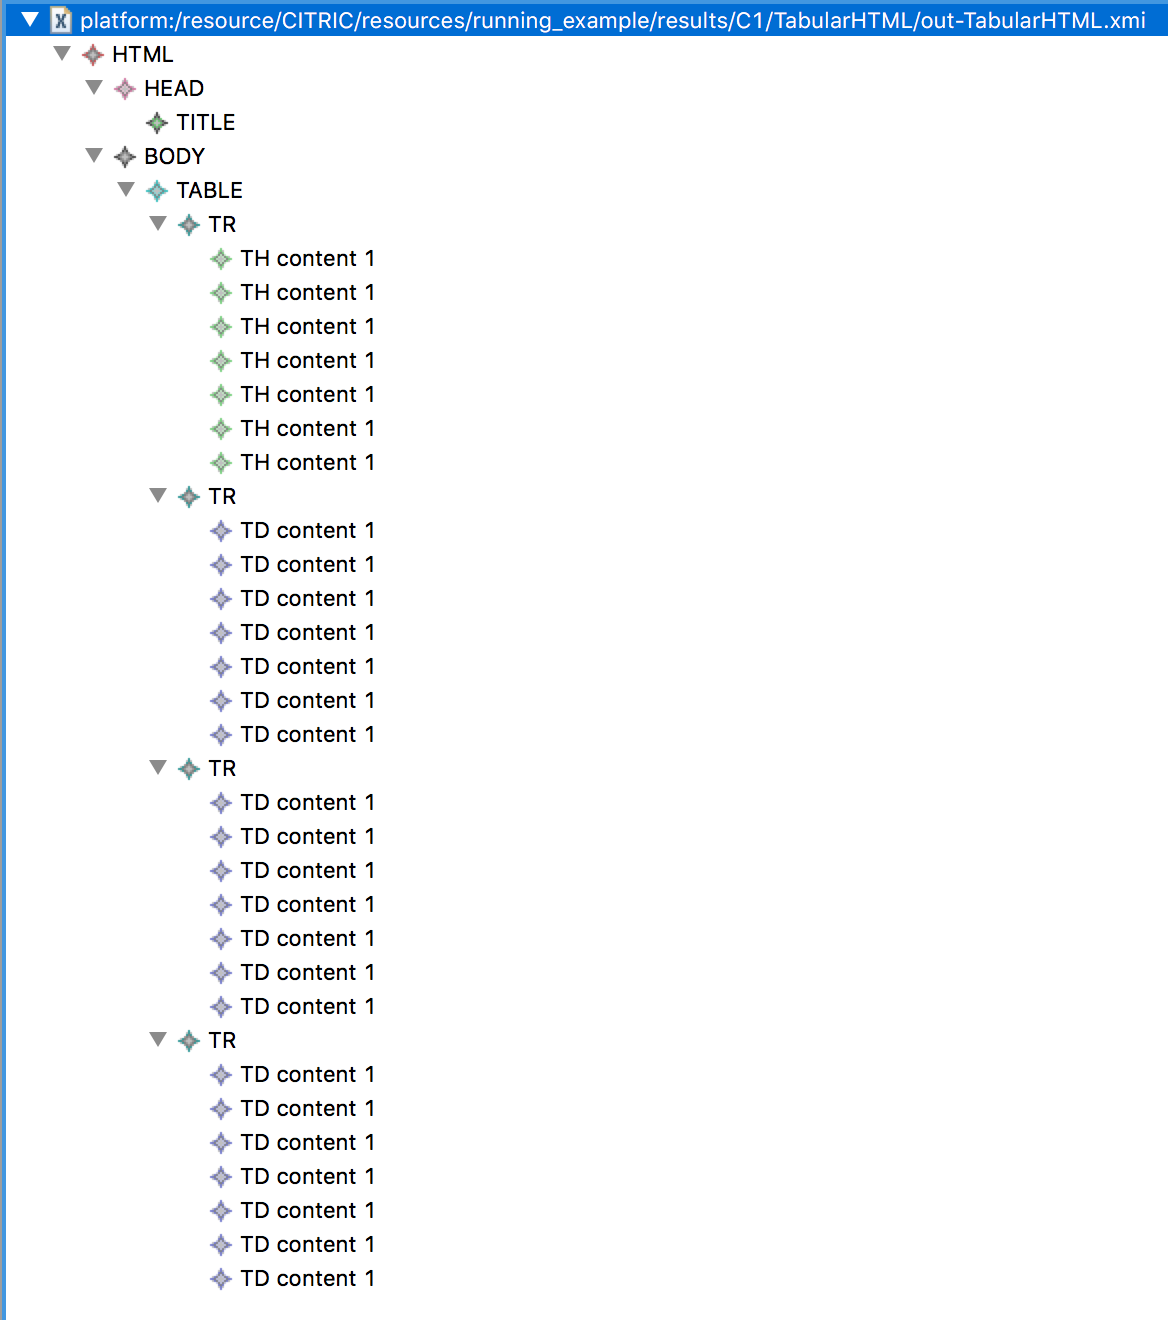 platform:/resource/CITRIC/resources/running_example/results/C1/TabularHTML/out-TabularHTML.xmi
HTML
HEAD
TITLE
BODY
TABLE
TR
TH content 1
TH content 1
TH content 1
TH content 1
TH content 1
TH content 1
TH content 1
TR
TD content 1
TD content 1
TD content 1
TD content 1
TD content 1
TD content 1
TD content 1
TR
TD content 1
TD content 1
TD content 1
TD content 1
TD content 1
TD content 1
TD content 1
TR
TD content 1
TD content 1
TD content 1
TD content 1
TD content 1
TD content 1
TD content 1